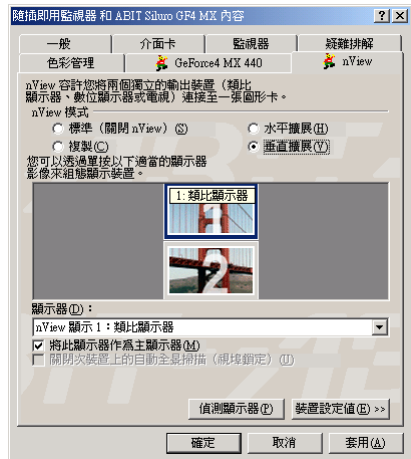 隨插即用監視器 和 ABIT Siluro GF4 MX 內容
一般 介面卡 監視器 疑難排解
色彩管理 GeForce4 MX 440 nView
nView 容許您將兩個獨立的輸出裝置（類比
顯示器、數位顯示器或電視）連接至一張圖形卡。
nView 模式
標準（關閉 nView）(S) 水平擴展(H)
複製(C) 垂直擴展(V)
您可以透過單按以下適當的顯示器
影像來組態顯示裝置。
1: 類比顯示器
1
2
顯示器(D)：
nView 顯示 1：類比顯示器
將此顯示器作為主顯示器(M)
關閉次裝置上的自動全景掃描（視埠鎖定）(U)
偵測顯示器(P) 裝置設定值(E) >>
確定 取消 套用(A)